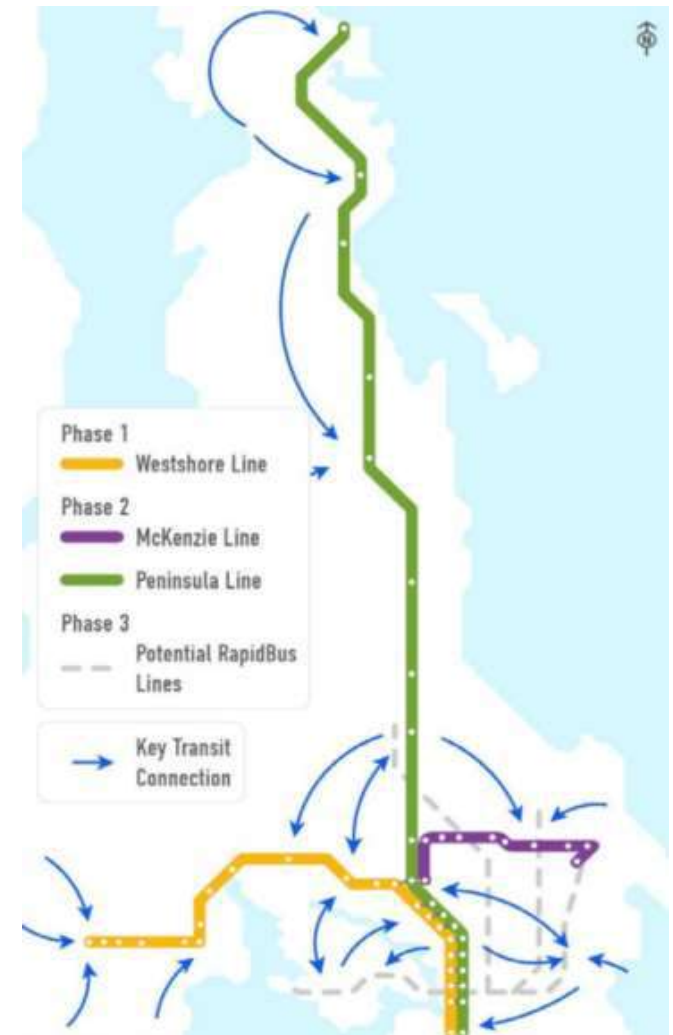 N
Phase 1
Westshore Line
Phase 2
McKenzie Line
Peninsula Line
Phase 3
Potential RapidBus
Lines
Key Transit
Connection